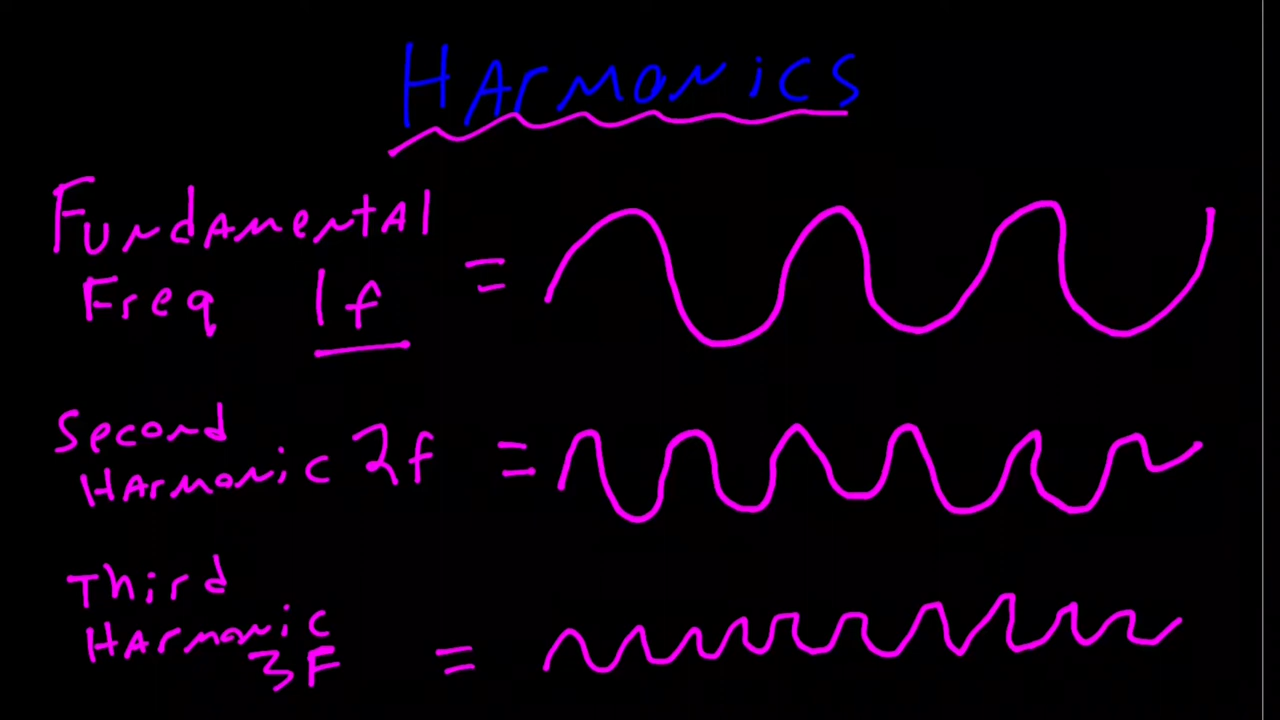 HArmonics
FundAmentAl
Freq 1f =
Second
HArmonic 2f =
Third
HArmonic
3F =